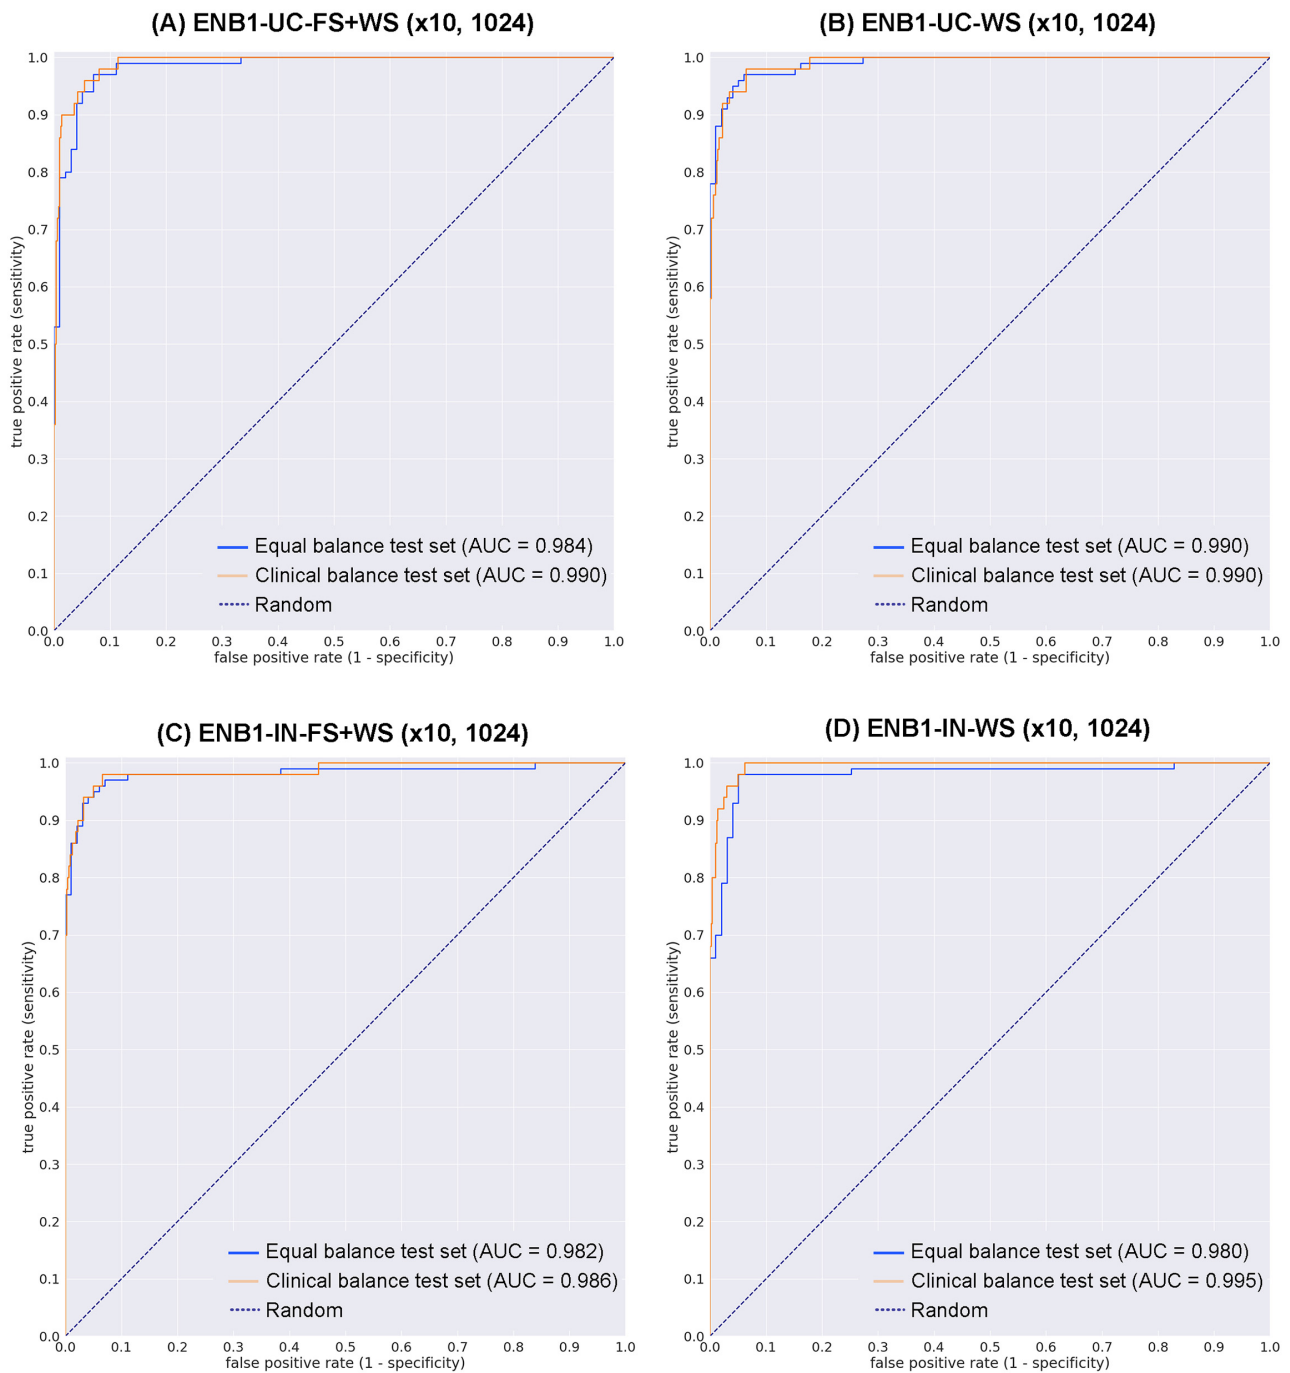 (A) ENB1-UC-FS+WS (x10, 1024)
1.0
0.9
0.8
0.7
0.6
0.5
0.4
0.3
0.2
0.1
0.0
true positive rate (sensitivity)
Equal balance test set (AUC = 0.984)
Clinical balance test set (AUC = 0.990)
Random
0.0 0.1 0.2 0.3 0.4 0.5 0.6 0.7 0.8 0.9 1.0
false positive rate (1 - specificity)
(B) ENB1-UC-WS (x10, 1024)
1.0
0.9
0.8
0.7
0.6
0.5
0.4
0.3
0.2
0.1
0.0
true positive rate (sensitivity)
Equal balance test set (AUC = 0.990)
Clinical balance test set (AUC = 0.990)
Random
0.0 0.1 0.2 0.3 0.4 0.5 0.6 0.7 0.8 0.9 1.0
false positive rate (1 - specificity)
(C) ENB1-IN-FS+WS (x10, 1024)
1.0
0.9
0.8
0.7
0.6
0.5
0.4
0.3
0.2
0.1
0.0
true positive rate (sensitivity)
Equal balance test set (AUC = 0.982)
Clinical balance test set (AUC = 0.986)
Random
0.0 0.1 0.2 0.3 0.4 0.5 0.6 0.7 0.8 0.9 1.0
false positive rate (1 - specificity)
(D) ENB1-IN-WS (x10, 1024)
1.0
0.9
0.8
0.7
0.6
0.5
0.4
0.3
0.2
0.1
0.0
true positive rate (sensitivity)
Equal balance test set (AUC = 0.980)
Clinical balance test set (AUC = 0.995)
Random
0.0 0.1 0.2 0.3 0.4 0.5 0.6 0.7 0.8 0.9 1.0
false positive rate (1 - specificity)